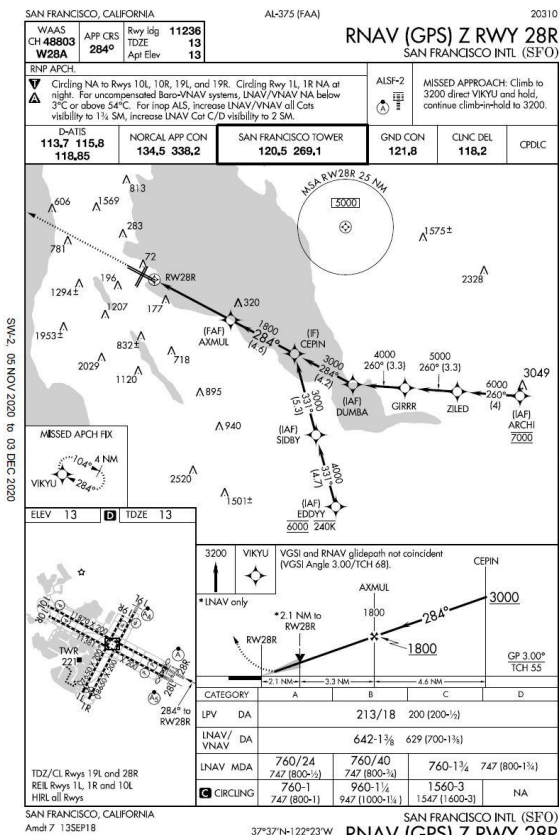 SAN FRANCISCO, CALIFORNIA
AL-375 (FAA)
20310
WAAS
CH 48803
W28A
APP CRS
284°
Rwy ldg 11236
TDZE 13
Apt Elev 13
RNAV (GPS) Z RWY 28R
SAN FRANCISCO INTL (SFO)
RNP APCH.
T
A
Circling NA to Rwys 10L, 10R, 19L, and 19R. Circling Rwy 1L, 1R NA at
night. For uncompensated Baro-VNAV systems, LNAV/VNAV NA below
3°C or above 54°C. For inop ALS, increase LNAV/VNAV all Cats
visibility to 1¾ SM, increase LNAV Cat C/D visibility to 2 SM.
ALSF-2
A
MISSED APPROACH: Climb to
3200 direct VIKYU and hold,
continue climb-in-hold to 3200.
D-ATIS
113.7 115.8
118.85
NORCAL APP CON
134.5 338.2
SAN FRANCISCO TOWER
120.5 269.1
GND CON
121.8
CLNC DEL
118.2
CPDLC
MSA RW28R 25 NM
5000
813
606
1569
283
781
72
1575±
2328
RW28R
196
1294±
1207
177
320
1953±
832±
718
2029
1120
(FAF)
AXMUL
1800
284°
(4.6)
(IF)
CEPIN
3000
284°
(4.2)
(IAF)
DUMBA
4000
260° (3.3)
GIRRR
5000
260° (3.3)
ZILED
6000
260°
(4)
3049
(IAF)
ARCHI
7000
3000
331°
(5.3)
(IAF)
SIDBY
4000
331°
(4.7)
(IAF)
EDDYY
6000 240K
895
940
2520
1501±
MISSED APCH FIX
VIKYU
104°
4 NM
284°
SW-2, 05 NOV 2020 to 03 DEC 2020
ELEV 13
D
TDZE 13
TWR
221
284° to
RW28R
TDZ/CL Rwys 19L and 28R
REIL Rwys 1L, 1R and 10L
HIRL all Rwys
3200
VIKYU
VGSI and RNAV glidepath not coincident
(VGSI Angle 3.00/TCH 68).
CEPIN
* LNAV only
*2.1 NM to
RW28R
AXMUL
1800
284°
3000
RW28R
1800
GP 3.00°
TCH 55
2.1 NM
3.3 NM
4.6 NM
CATEGORY A B C D
LPV DA 213/18 200 (200-½)
LNAV/
VNAV DA 642-1⅜ 629 (700-1⅜)
LNAV MDA 760/24 747 (800-½) 760/40 747 (800-¾) 760-1¾ 747 (800-1¾)
C CIRCLING 760-1 747 (800-1) 960-1¼ 947 (1000-1¼) 1560-3 1547 (1600-3) NA
SAN FRANCISCO, CALIFORNIA
Amdt 7 13SEP18
37°37'N-122°23'W
SAN FRANCISCO INTL (SFO)
RNAV (GPS) Z RWY 28R